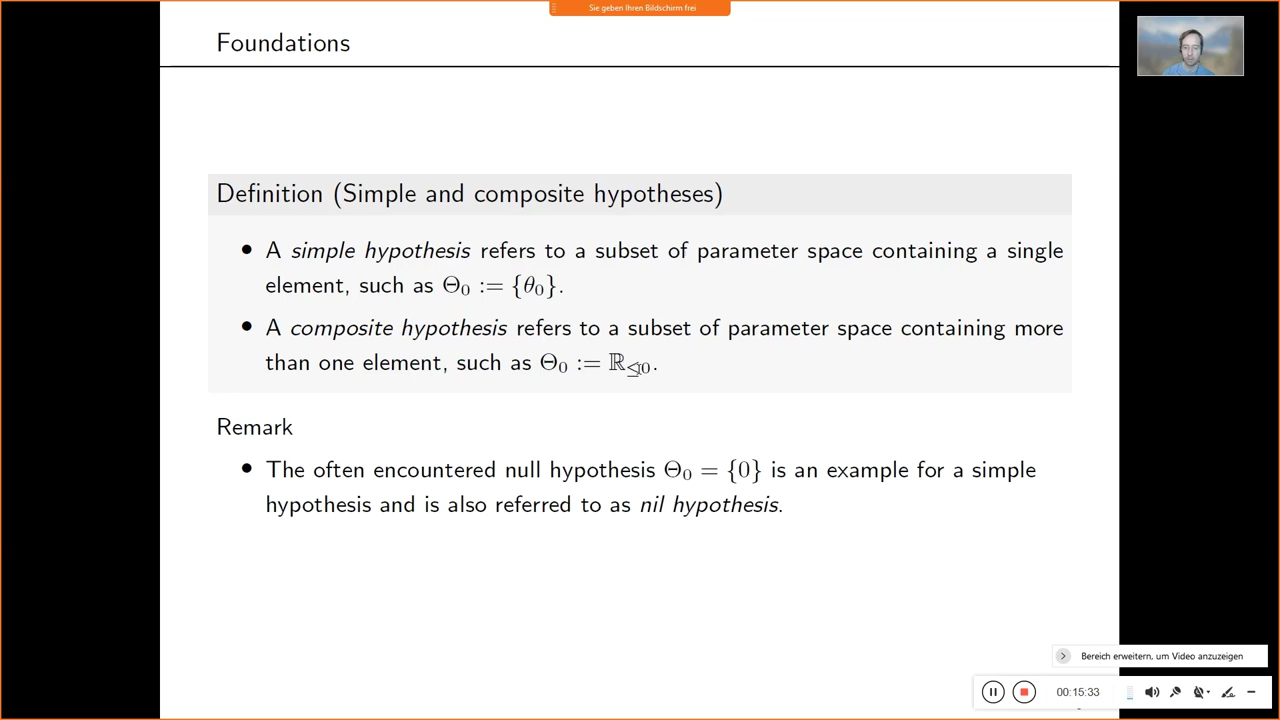 Sie geben Ihren Bildschirm frei
Foundations
Definition (Simple and composite hypotheses)
• A simple hypothesis refers to a subset of parameter space containing a single
element, such as Θ₀ := {θ₀}.
• A composite hypothesis refers to a subset of parameter space containing more
than one element, such as Θ₀ := ℝ≤₀.
Remark
• The often encountered null hypothesis Θ₀ = {0} is an example for a simple
hypothesis and is also referred to as nil hypothesis.
Bereich erweitern, um Video anzuzeigen
00:15:33